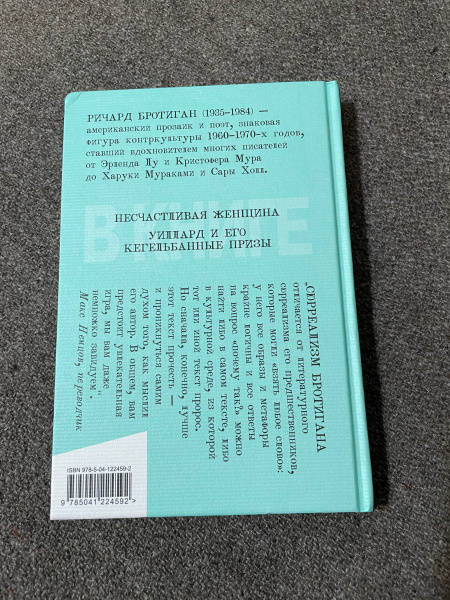 РИЧАРД БРОТИГАН (1935–1984) —
американский прозаик и поэт, знаковая
фигура контркультуры 1960–1970-х годов,
ставший вдохновителем многих писателей
от Эрленда Лу и Кристофера Мура
до Харуки Мураками и Сары Холл.
В КНИГЕ
НЕСЧАСТЛИВАЯ ЖЕНЩИНА
УИЛЛАРД И ЕГО
КЕГЕЛЬБАННЫЕ ПРИЗЫ
„СЮРРЕАЛИЗМ БРОТИГАНА
отличается от литературного
сюрреализма его предшественников,
которые могли «взять любое слово»:
у него все образы и метафоры
крайне логичны и все ответы
на вопрос «почему так?» можно
найти либо в самом тексте, либо
в культурной среде, из которой
тот или иной текст пророс.
Но сначала, конечно, лучше
этот текст прочесть —
и проникнуться самим
духом того, как мыслил
его автор. В общем, вам
предстоит увлекательная
игра, мы вам даже
немножко завидуем“.
Макс Немцов, переводчик
ISBN 978-5-04-122459-2
9 785041 224592 >